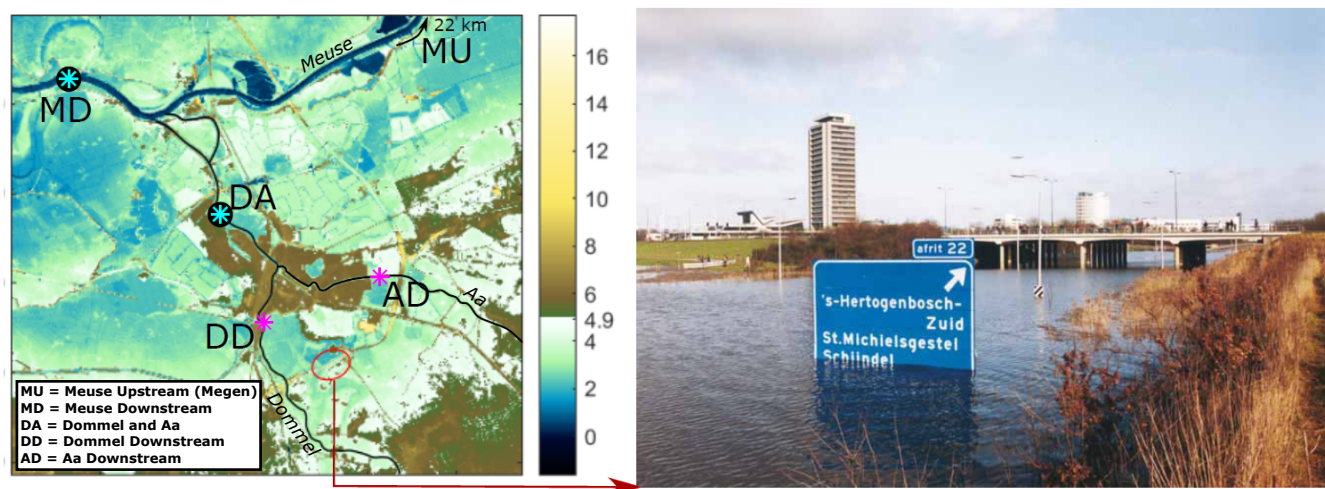 22 km
Meuse
MU
MD
DA
AD
Aa
DD
Dommel
MU = Meuse Upstream (Megen)
MD = Meuse Downstream
DA = Dommel and Aa
DD = Dommel Downstream
AD = Aa Downstream
16
14
12
10
8
6
4.9
4
2
0
afrit 22
's-Hertogenbosch-
Zuid
St.Michielsgestel
Schijndel